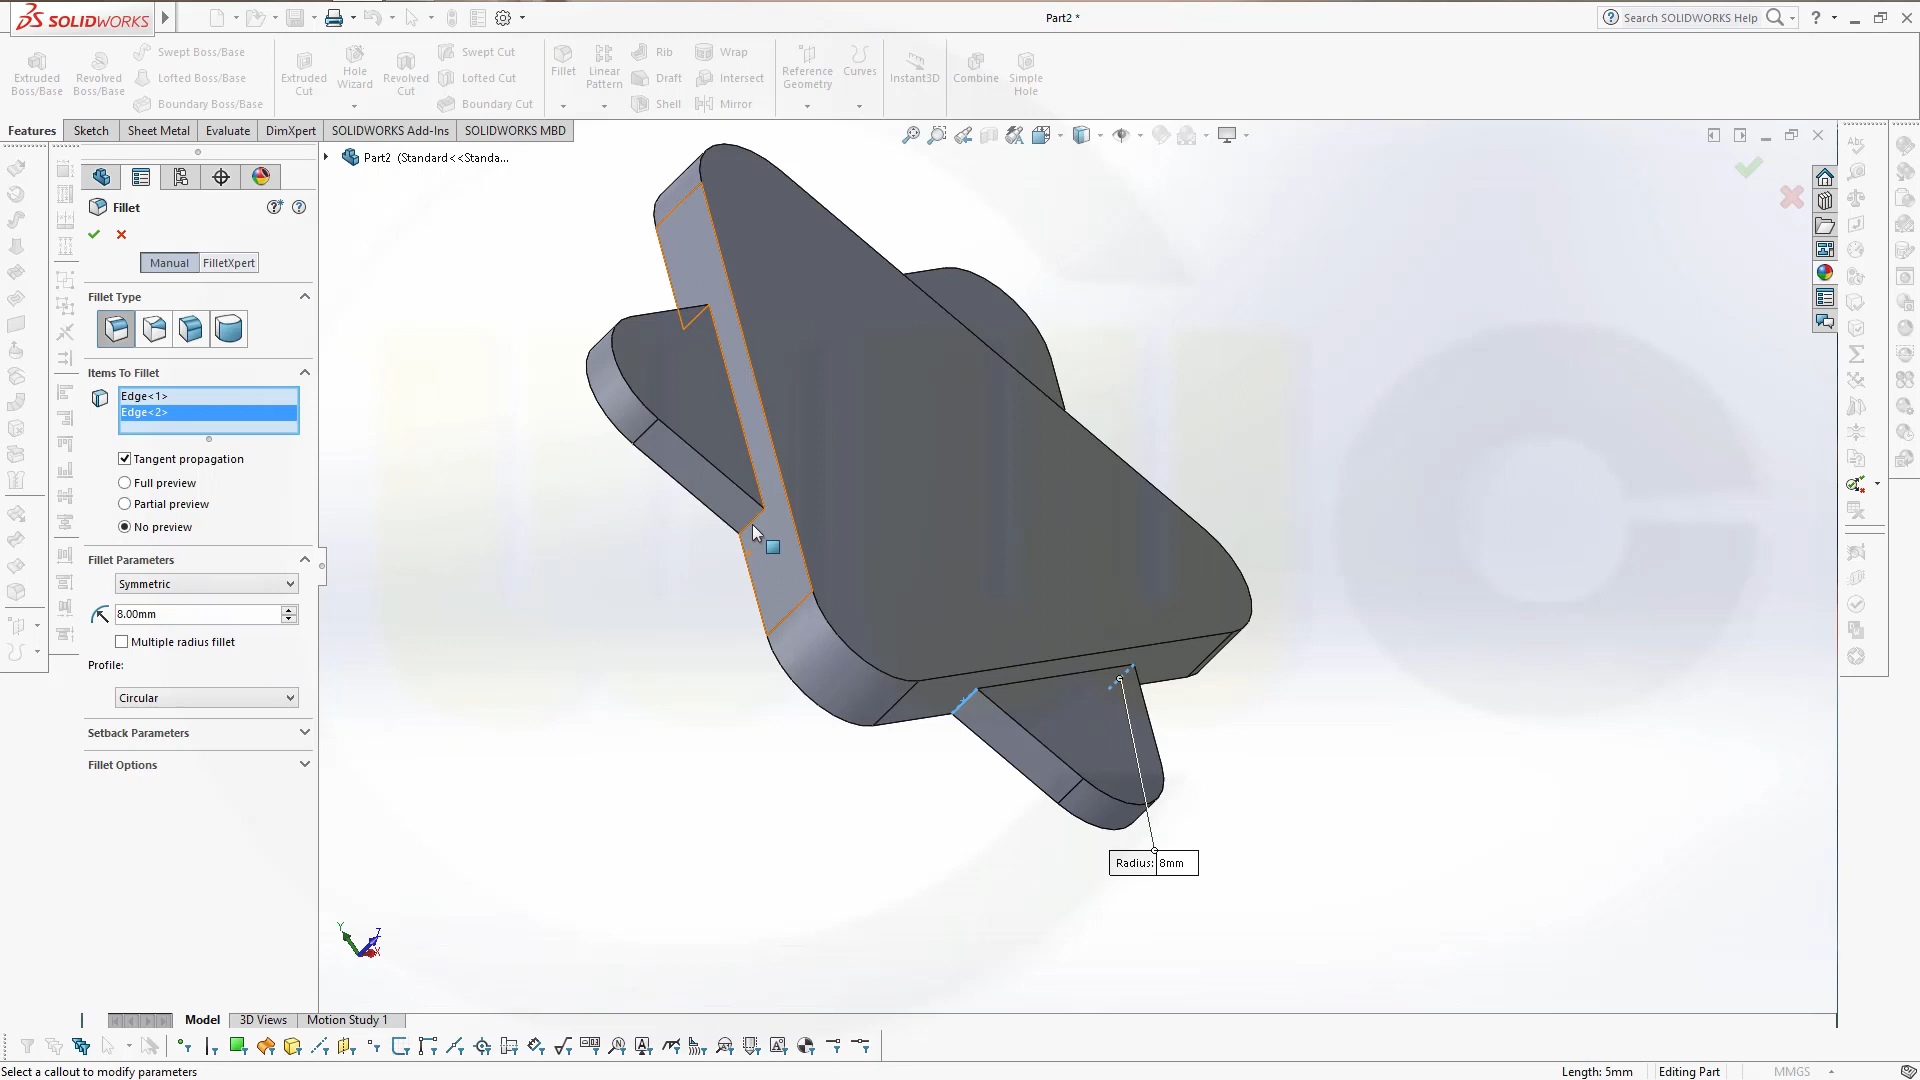 SOLIDWORKS
Part2 *
Search SOLIDWORKS Help
Extruded Boss/Base
Revolved Boss/Base
Swept Boss/Base
Lofted Boss/Base
Boundary Boss/Base
Extruded Cut
Hole Wizard
Revolved Cut
Swept Cut
Lofted Cut
Boundary Cut
Fillet
Linear Pattern
Rib
Draft
Shell
Wrap
Intersect
Mirror
Reference Geometry
Curves
Instant3D
Combine
Simple Hole
Features
Sketch
Sheet Metal
Evaluate
DimXpert
SOLIDWORKS Add-Ins
SOLIDWORKS MBD
Part2 (Standard<<Standa...
Fillet
Manual
FilletXpert
Fillet Type
Items To Fillet
Edge<1>
Edge<2>
Tangent propagation
Full preview
Partial preview
No preview
Fillet Parameters
Symmetric
8.00mm
Multiple radius fillet
Profile:
Circular
Setback Parameters
Fillet Options
Radius: 8mm
Y
Z
X
Model
3D Views
Motion Study 1
Select a callout to modify parameters
Length: 5mm
Editing Part
MMGS